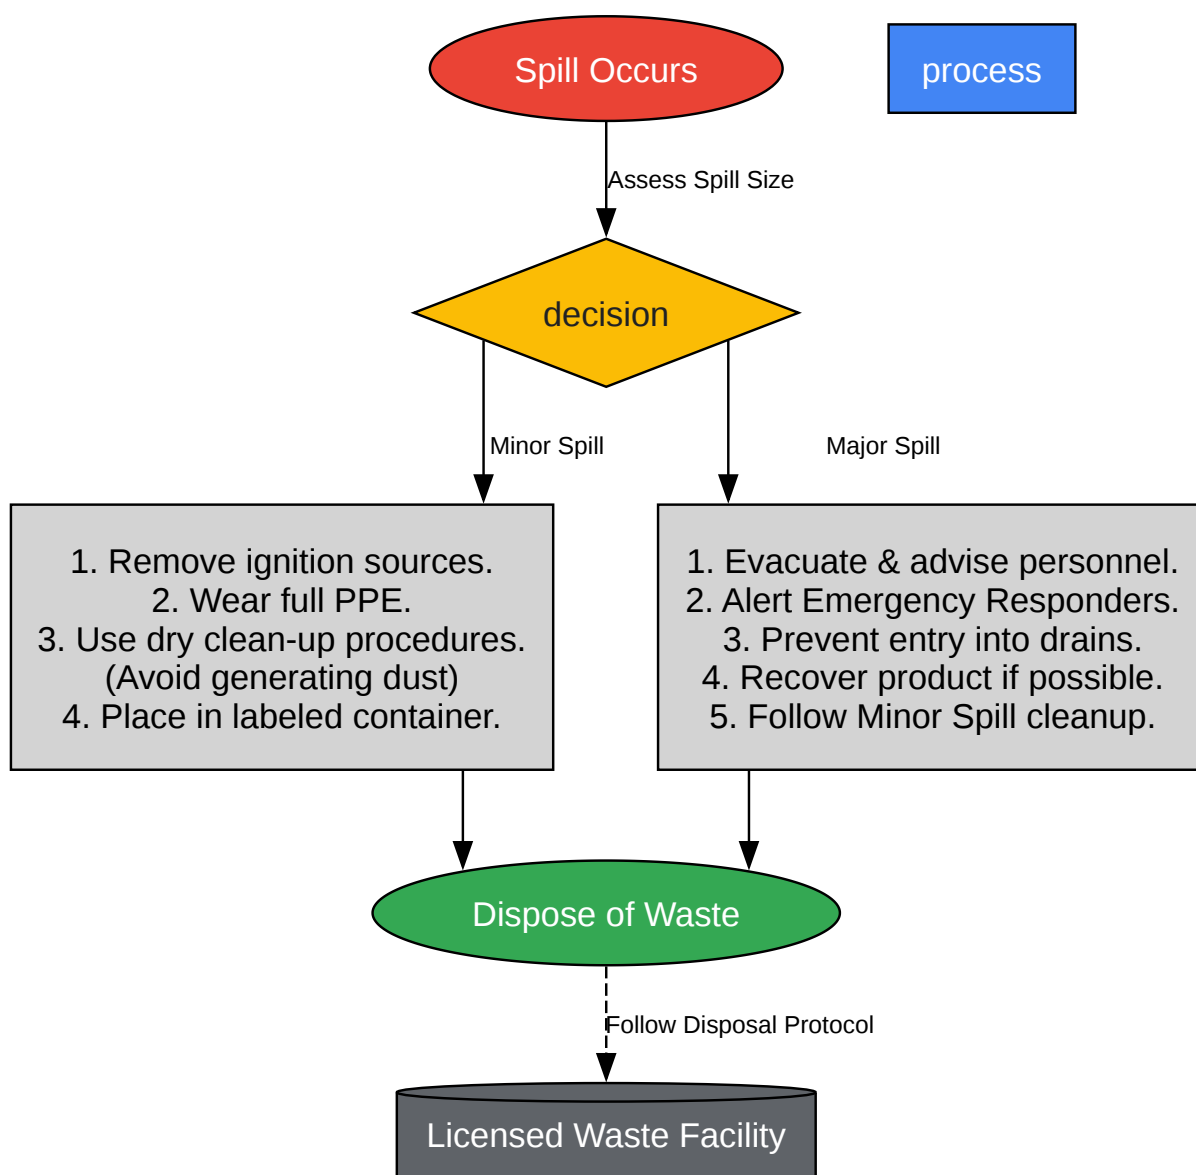 Spill Occurs
process
Assess Spill Size
decision
Minor Spill
Major Spill
1. Remove ignition sources.
2. Wear full PPE.
3. Use dry clean-up procedures.
(Avoid generating dust)
4. Place in labeled container.
1. Evacuate & advise personnel.
2. Alert Emergency Responders.
3. Prevent entry into drains.
4. Recover product if possible.
5. Follow Minor Spill cleanup.
Dispose of Waste
Follow Disposal Protocol
Licensed Waste Facility